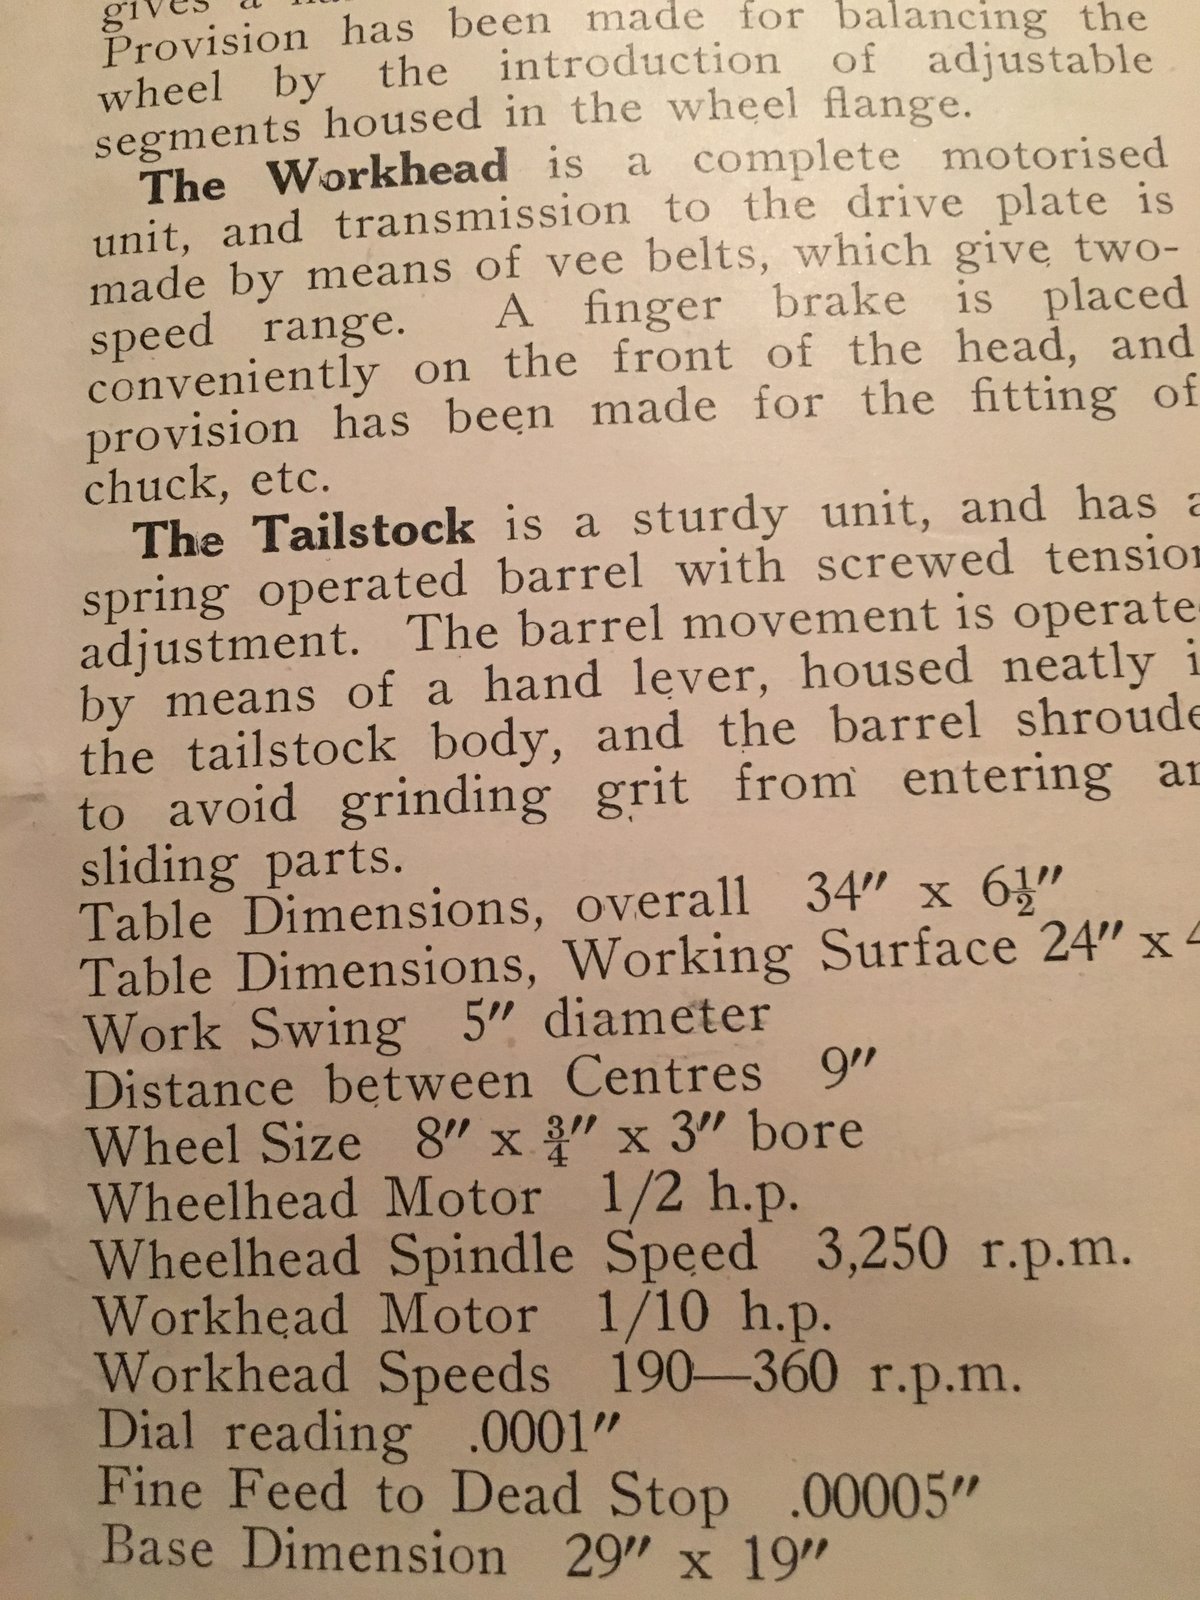 gives a
Provision has been made for balancing the
wheel by the introduction of adjustable
segments housed in the wheel flange.
The Workhead is a complete motorised
unit, and transmission to the drive plate is
made by means of vee belts, which give two-
speed range. A finger brake is placed
conveniently on the front of the head, and
provision has been made for the fitting of
chuck, etc.
The Tailstock is a sturdy unit, and has a
spring operated barrel with screwed tension
adjustment. The barrel movement is operate
by means of a hand lever, housed neatly i
the tailstock body, and the barrel shroude
to avoid grinding grit from entering an
sliding parts.
Table Dimensions, overall 34" x 6½"
Table Dimensions, Working Surface 24" x 4
Work Swing 5" diameter
Distance between Centres 9"
Wheel Size 8" x ¾" x 3" bore
Wheelhead Motor 1/2 h.p.
Wheelhead Spindle Speed 3,250 r.p.m.
Workhead Motor 1/10 h.p.
Workhead Speeds 190—360 r.p.m.
Dial reading .0001"
Fine Feed to Dead Stop .00005"
Base Dimension 29" x 19"